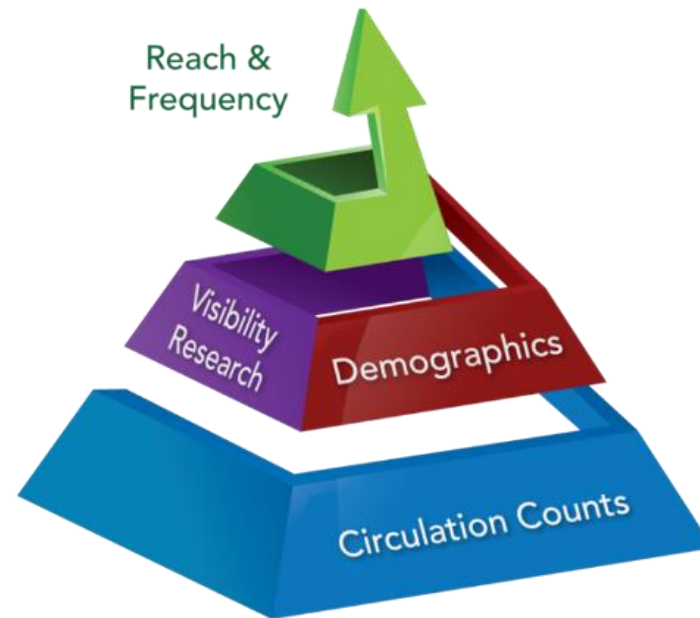 Reach &
Frequency
Visibility
Research
Demographics
Circulation Counts